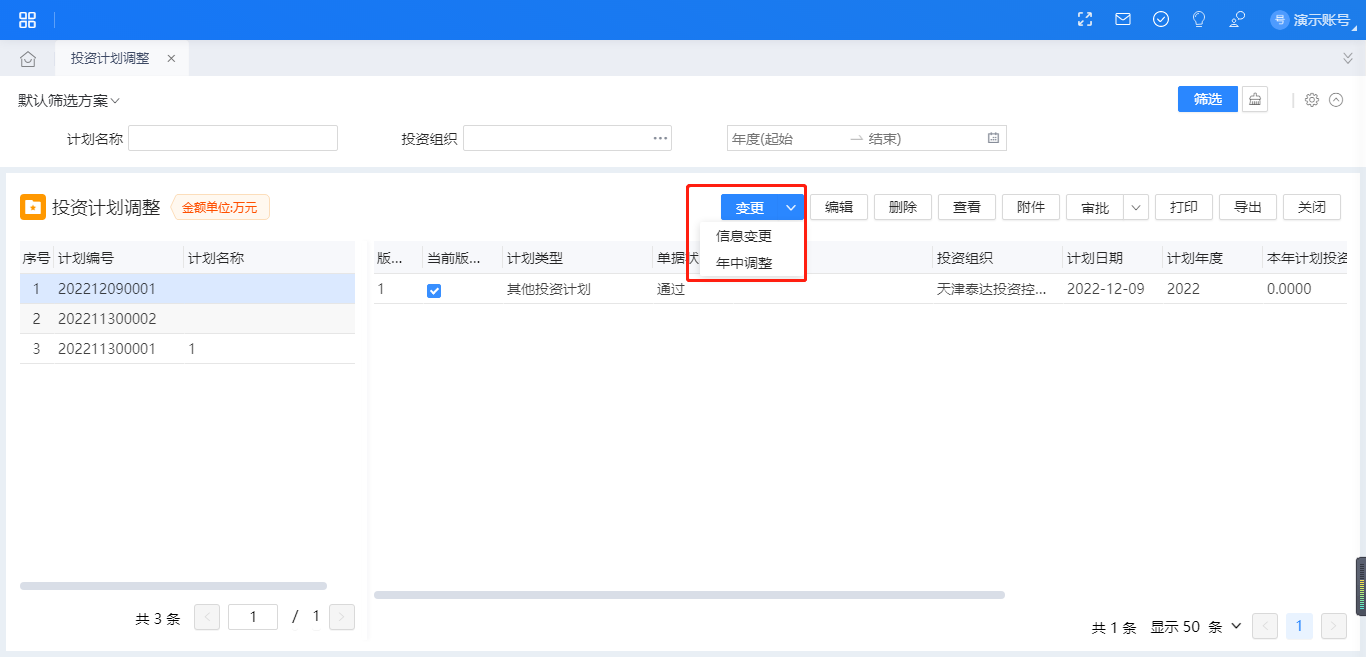 号 演示账号
投资计划调整
默认筛选方案
筛选
计划名称 投资组织 年度(起始 结束)
投资计划调整 金额单位:万元
变更 编辑 删除 查看 附件 审批 打印 导出 关闭
信息变更
年中调整
序号 计划编号 计划名称
1 202212090001
2 202211300002
3 202211300001 1
版... 当前版... 计划类型 单据状 投资组织 计划日期 计划年度 本年计划投资
1 其他投资计划 通过 天津泰达投资控... 2022-12-09 2022 0.0000
共 3 条 1 / 1
共 1 条 显示 50 条 1